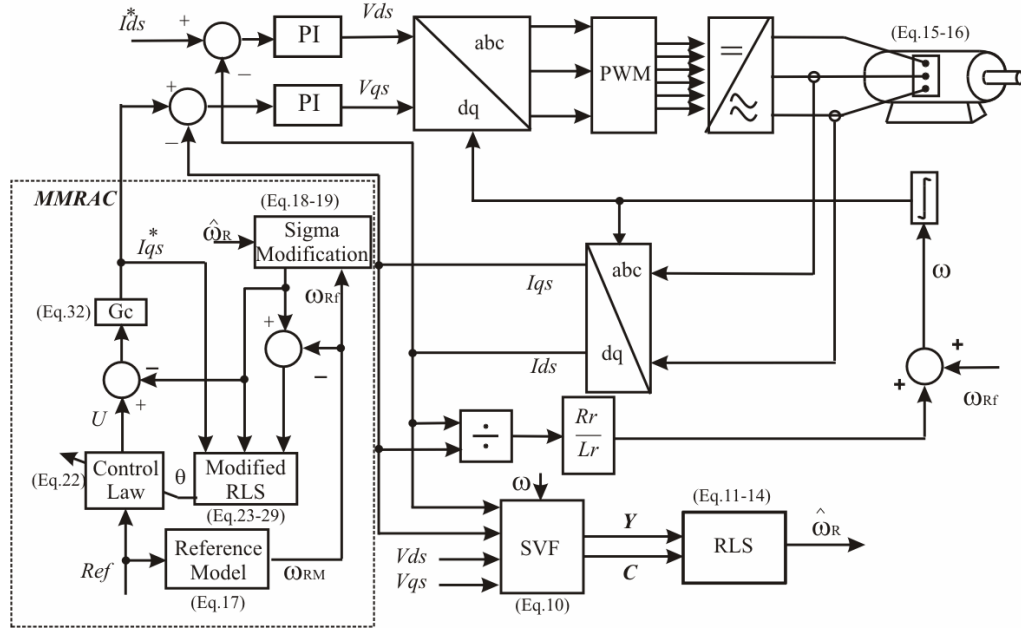 I*ds
+
−
PI
Vds
abc
dq
PWM
=
≈
(Eq.15-16)
+
−
PI
Vqs
MMRAC
(Eq.18-19)
ω̂R
Sigma
Modification
I*qs
ωRf
Iqs
abc
dq
Ids
ω
(Eq.32)
Gc
+
−
−
+
U
+
+
ωRf
÷
Rr
Lr
(Eq.22)
Control
Law
θ
Modified
RLS
(Eq.23-29)
ω
SVF
(Eq.10)
Vds
Vqs
Y
C
(Eq.11-14)
RLS
ω̂R
Ref
Reference
Model
ωRM
(Eq.17)